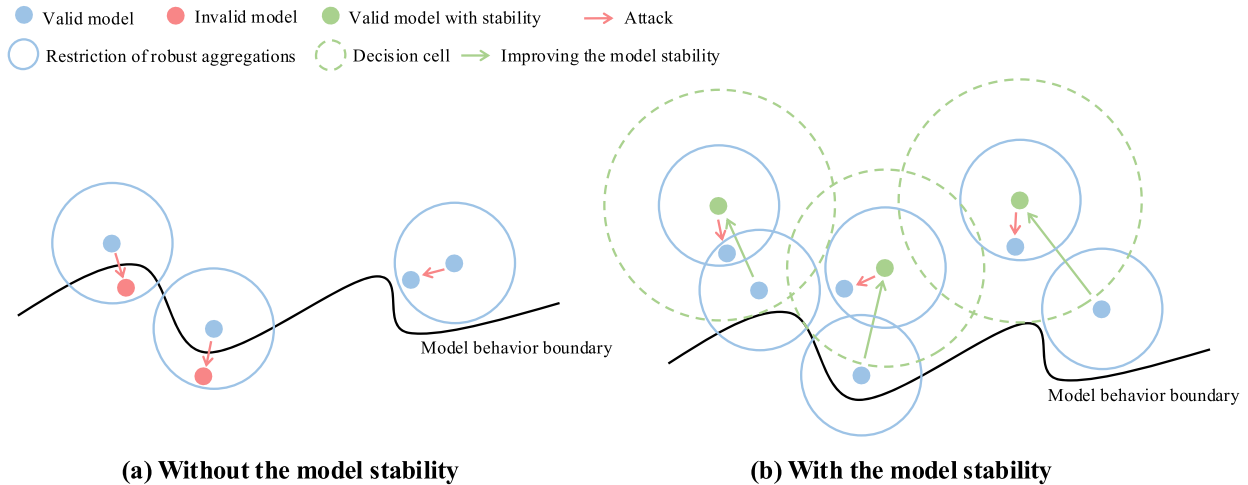 Valid model
Invalid model
Valid model with stability
Attack
Restriction of robust aggregations
Decision cell
Improving the model stability
Model behavior boundary
Model behavior boundary
(a) Without the model stability
(b) With the model stability